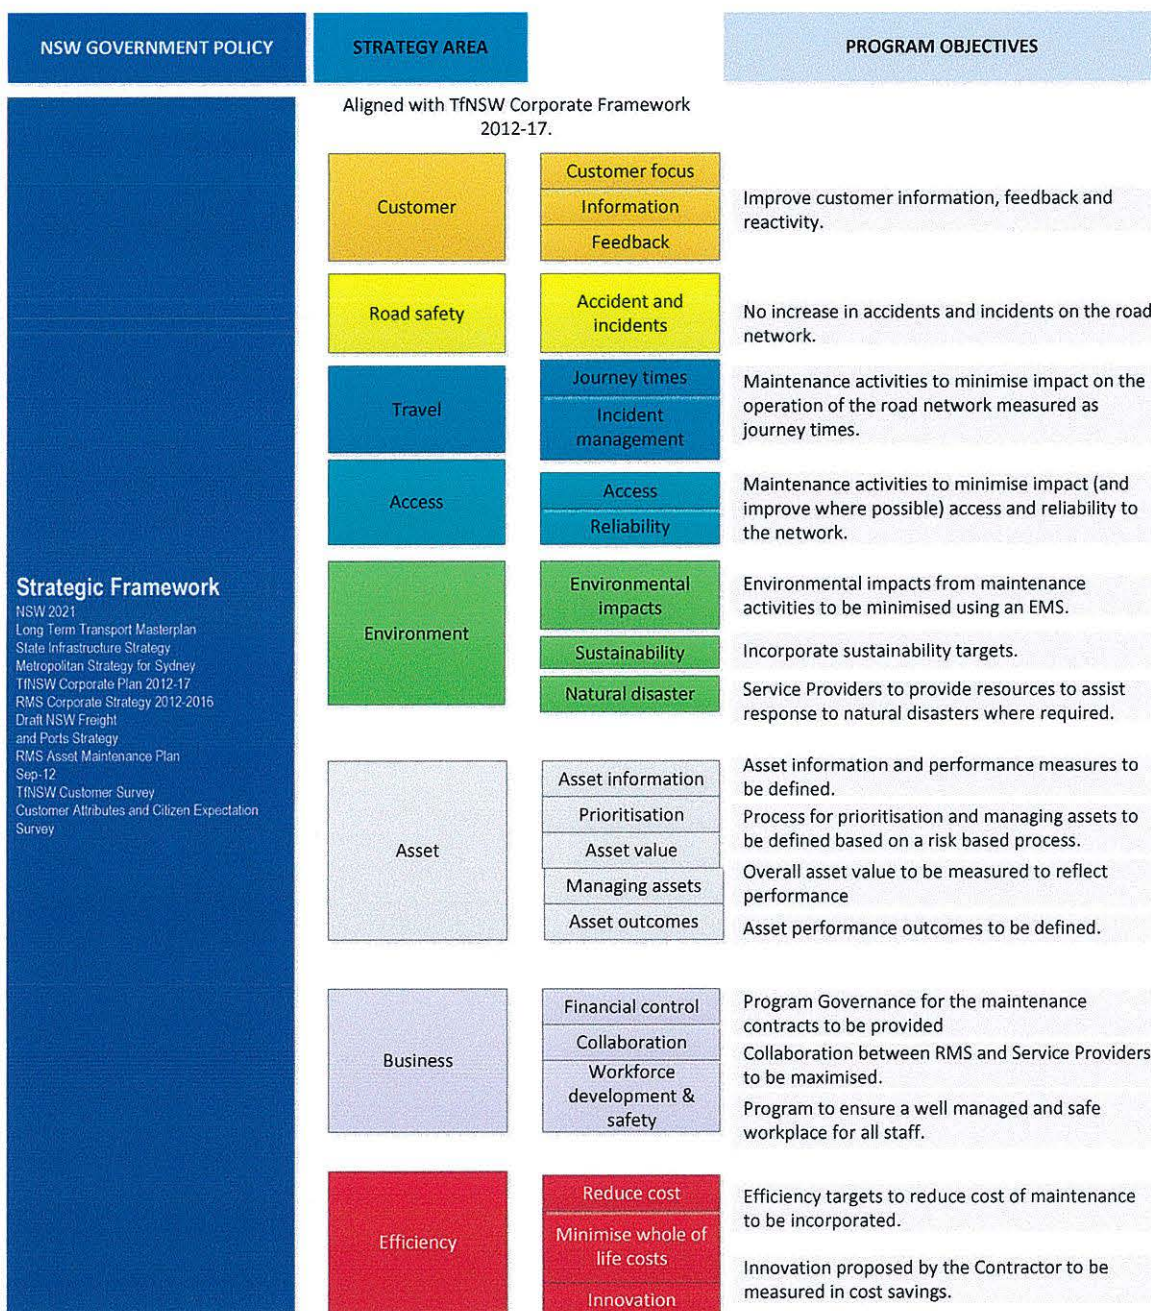 NSW GOVERNMENT POLICY
STRATEGY AREA
PROGRAM OBJECTIVES
Aligned with TfNSW Corporate Framework
2012-17.
Strategic Framework
NSW 2021
Long Term Transport Masterplan
State Infrastructure Strategy
Metropolitan Strategy for Sydney
TfNSW Corporate Plan 2012-17
RMS Corporate Strategy 2012-2016
Draft NSW Freight
and Ports Strategy
RMS Asset Maintenance Plan
Sep-12
TfNSW Customer Survey
Customer Attributes and Citizen Expectation
Survey
Customer
Customer focus
Information
Feedback
Improve customer information, feedback and
reactivity.
Road safety
Accident and
incidents
No increase in accidents and incidents on the road
network.
Travel
Journey times
Incident
management
Maintenance activities to minimise impact on the
operation of the road network measured as
journey times.
Access
Access
Reliability
Maintenance activities to minimise impact (and
improve where possible) access and reliability to
the network.
Environment
Environmental
impacts
Environmental impacts from maintenance
activities to be minimised using an EMS.
Sustainability
Incorporate sustainability targets.
Natural disaster
Service Providers to provide resources to assist
response to natural disasters where required.
Asset
Asset information
Prioritisation
Asset value
Managing assets
Asset outcomes
Asset information and performance measures to
be defined.
Process for prioritisation and managing assets to
be defined based on a risk based process.
Overall asset value to be measured to reflect
performance
Asset performance outcomes to be defined.
Business
Financial control
Collaboration
Workforce
development &
safety
Program Governance for the maintenance
contracts to be provided
Collaboration between RMS and Service Providers
to be maximised.
Program to ensure a well managed and safe
workplace for all staff.
Efficiency
Reduce cost
Minimise whole of
life costs
Innovation
Efficiency targets to reduce cost of maintenance
to be incorporated.
Innovation proposed by the Contractor to be
measured in cost savings.